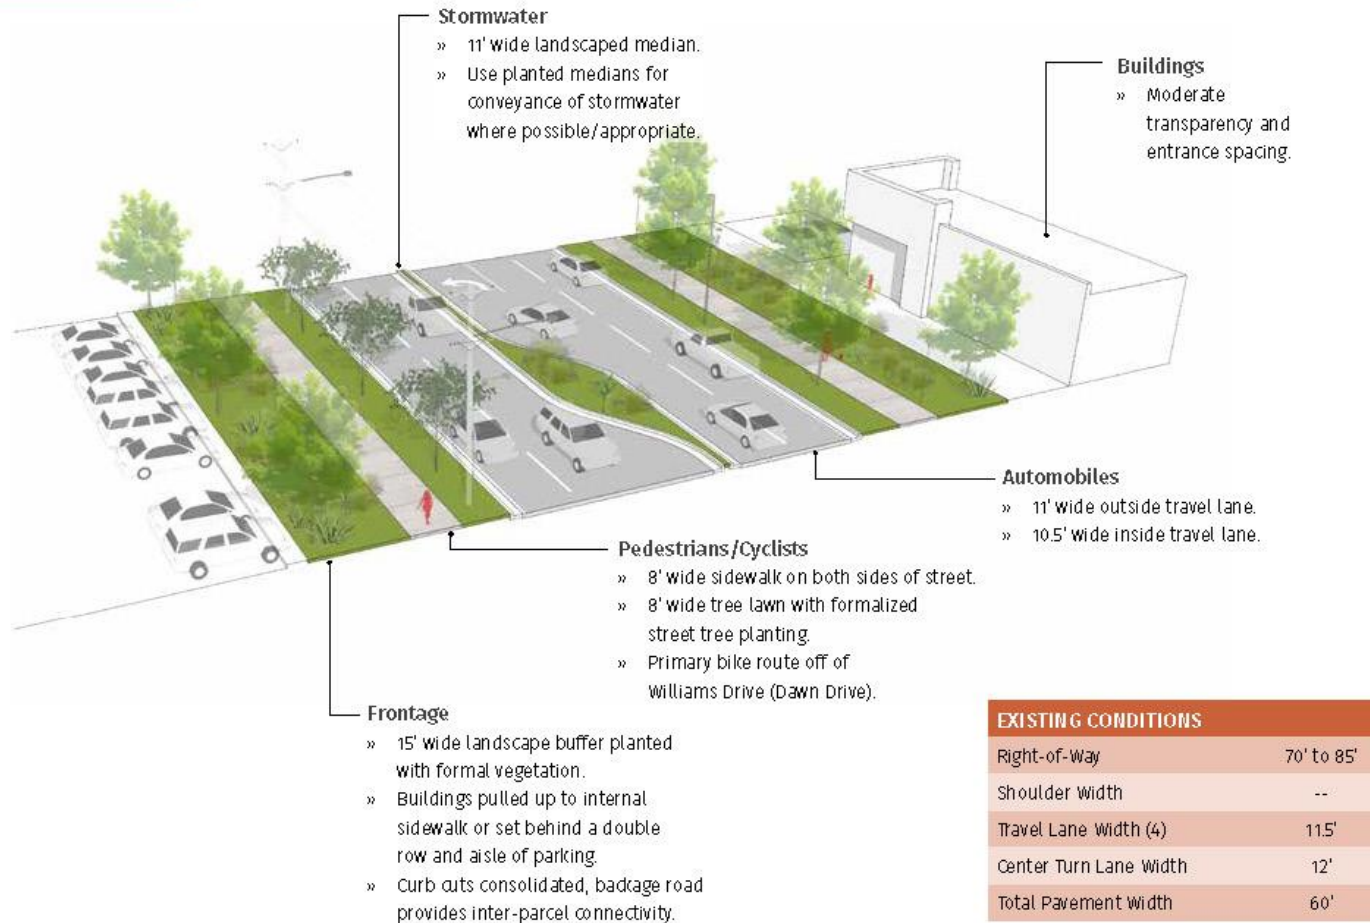 Stormwater
» 11' wide landscaped median.
» Use planted medians for
conveyance of stormwater
where possible/appropriate.
Buildings
» Moderate
transparency and
entrance spacing.
Automobiles
» 11' wide outside travel lane.
» 10.5' wide inside travel lane.
Pedestrians/Cyclists
» 8' wide sidewalk on both sides of street.
» 8' wide tree lawn with formalized
street tree planting.
» Primary bike route off of
Williams Drive (Dawn Drive).
Frontage
» 15' wide landscape buffer planted
with formal vegetation.
» Buildings pulled up to internal
sidewalk or set behind a double
row and aisle of parking.
» Curb cuts consolidated, backage road
provides inter-parcel connectivity.
EXISTING CONDITIONS
Right-of-Way 70' to 85'
Shoulder Width --
Travel Lane Width (4) 11.5'
Center Turn Lane Width 12'
Total Pavement Width 60'